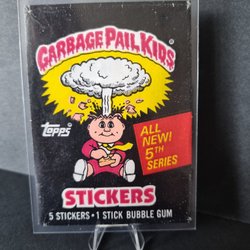 GARBAGE PAIL KIDS
topps
ALL
NEW!
5TH
SERIES
STICKERS
5 STICKERS • 1 STICK BUBBLE GUM